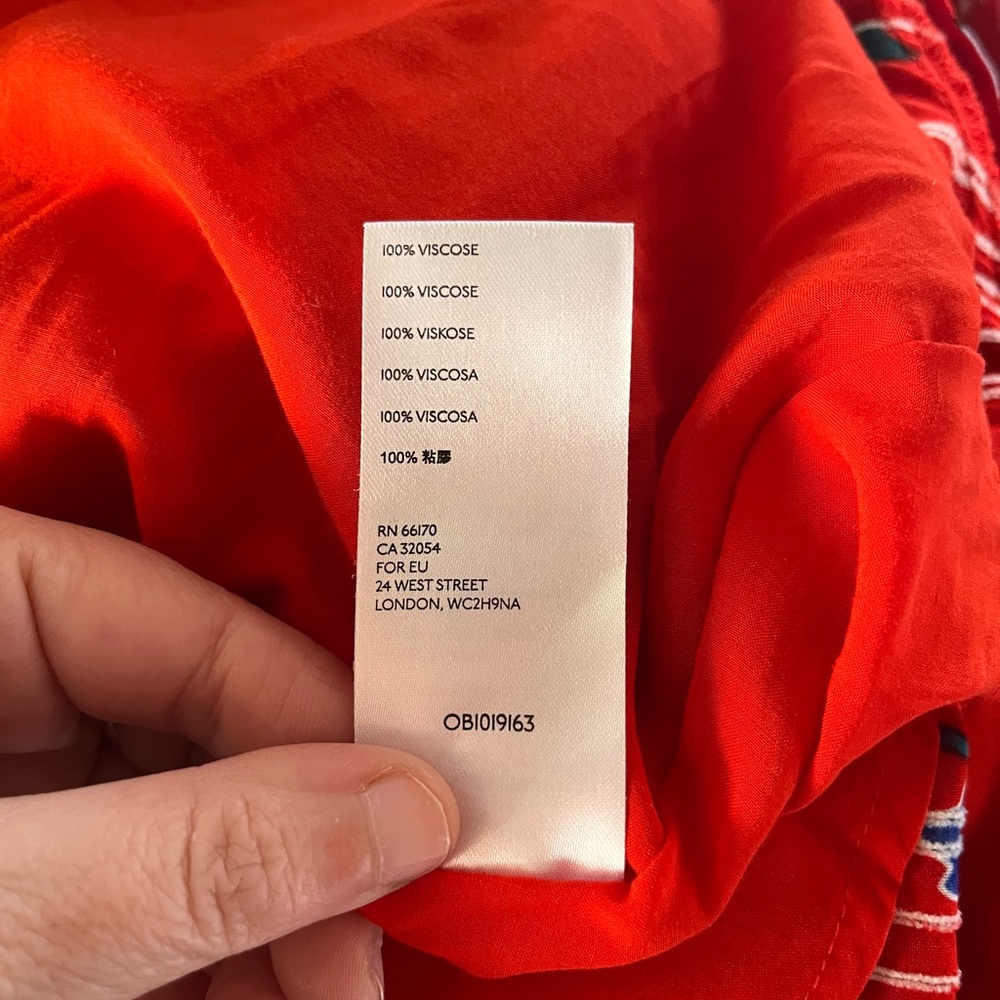 100% VISCOSE
100% VISCOSE
100% VISKOSE
100% VISCOSA
100% VISCOSA
100% 粘膠
RN 66170
CA 32054
FOR EU
24 WEST STREET
LONDON, WC2H9NA
OB1019163